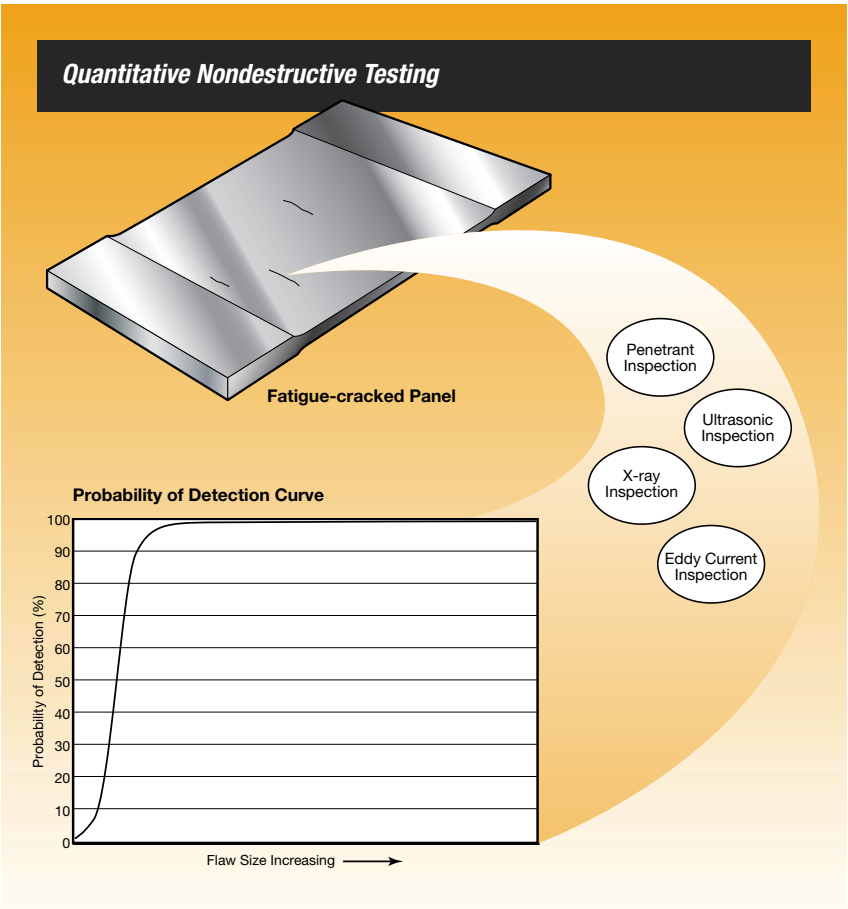 Quantitative Nondestructive Testing
Fatigue-cracked Panel
Penetrant
Inspection
Ultrasonic
Inspection
X-ray
Inspection
Eddy Current
Inspection
Probability of Detection Curve
Probability of Detection (%)
100
90
80
70
60
50
40
30
20
10
0
Flaw Size Increasing